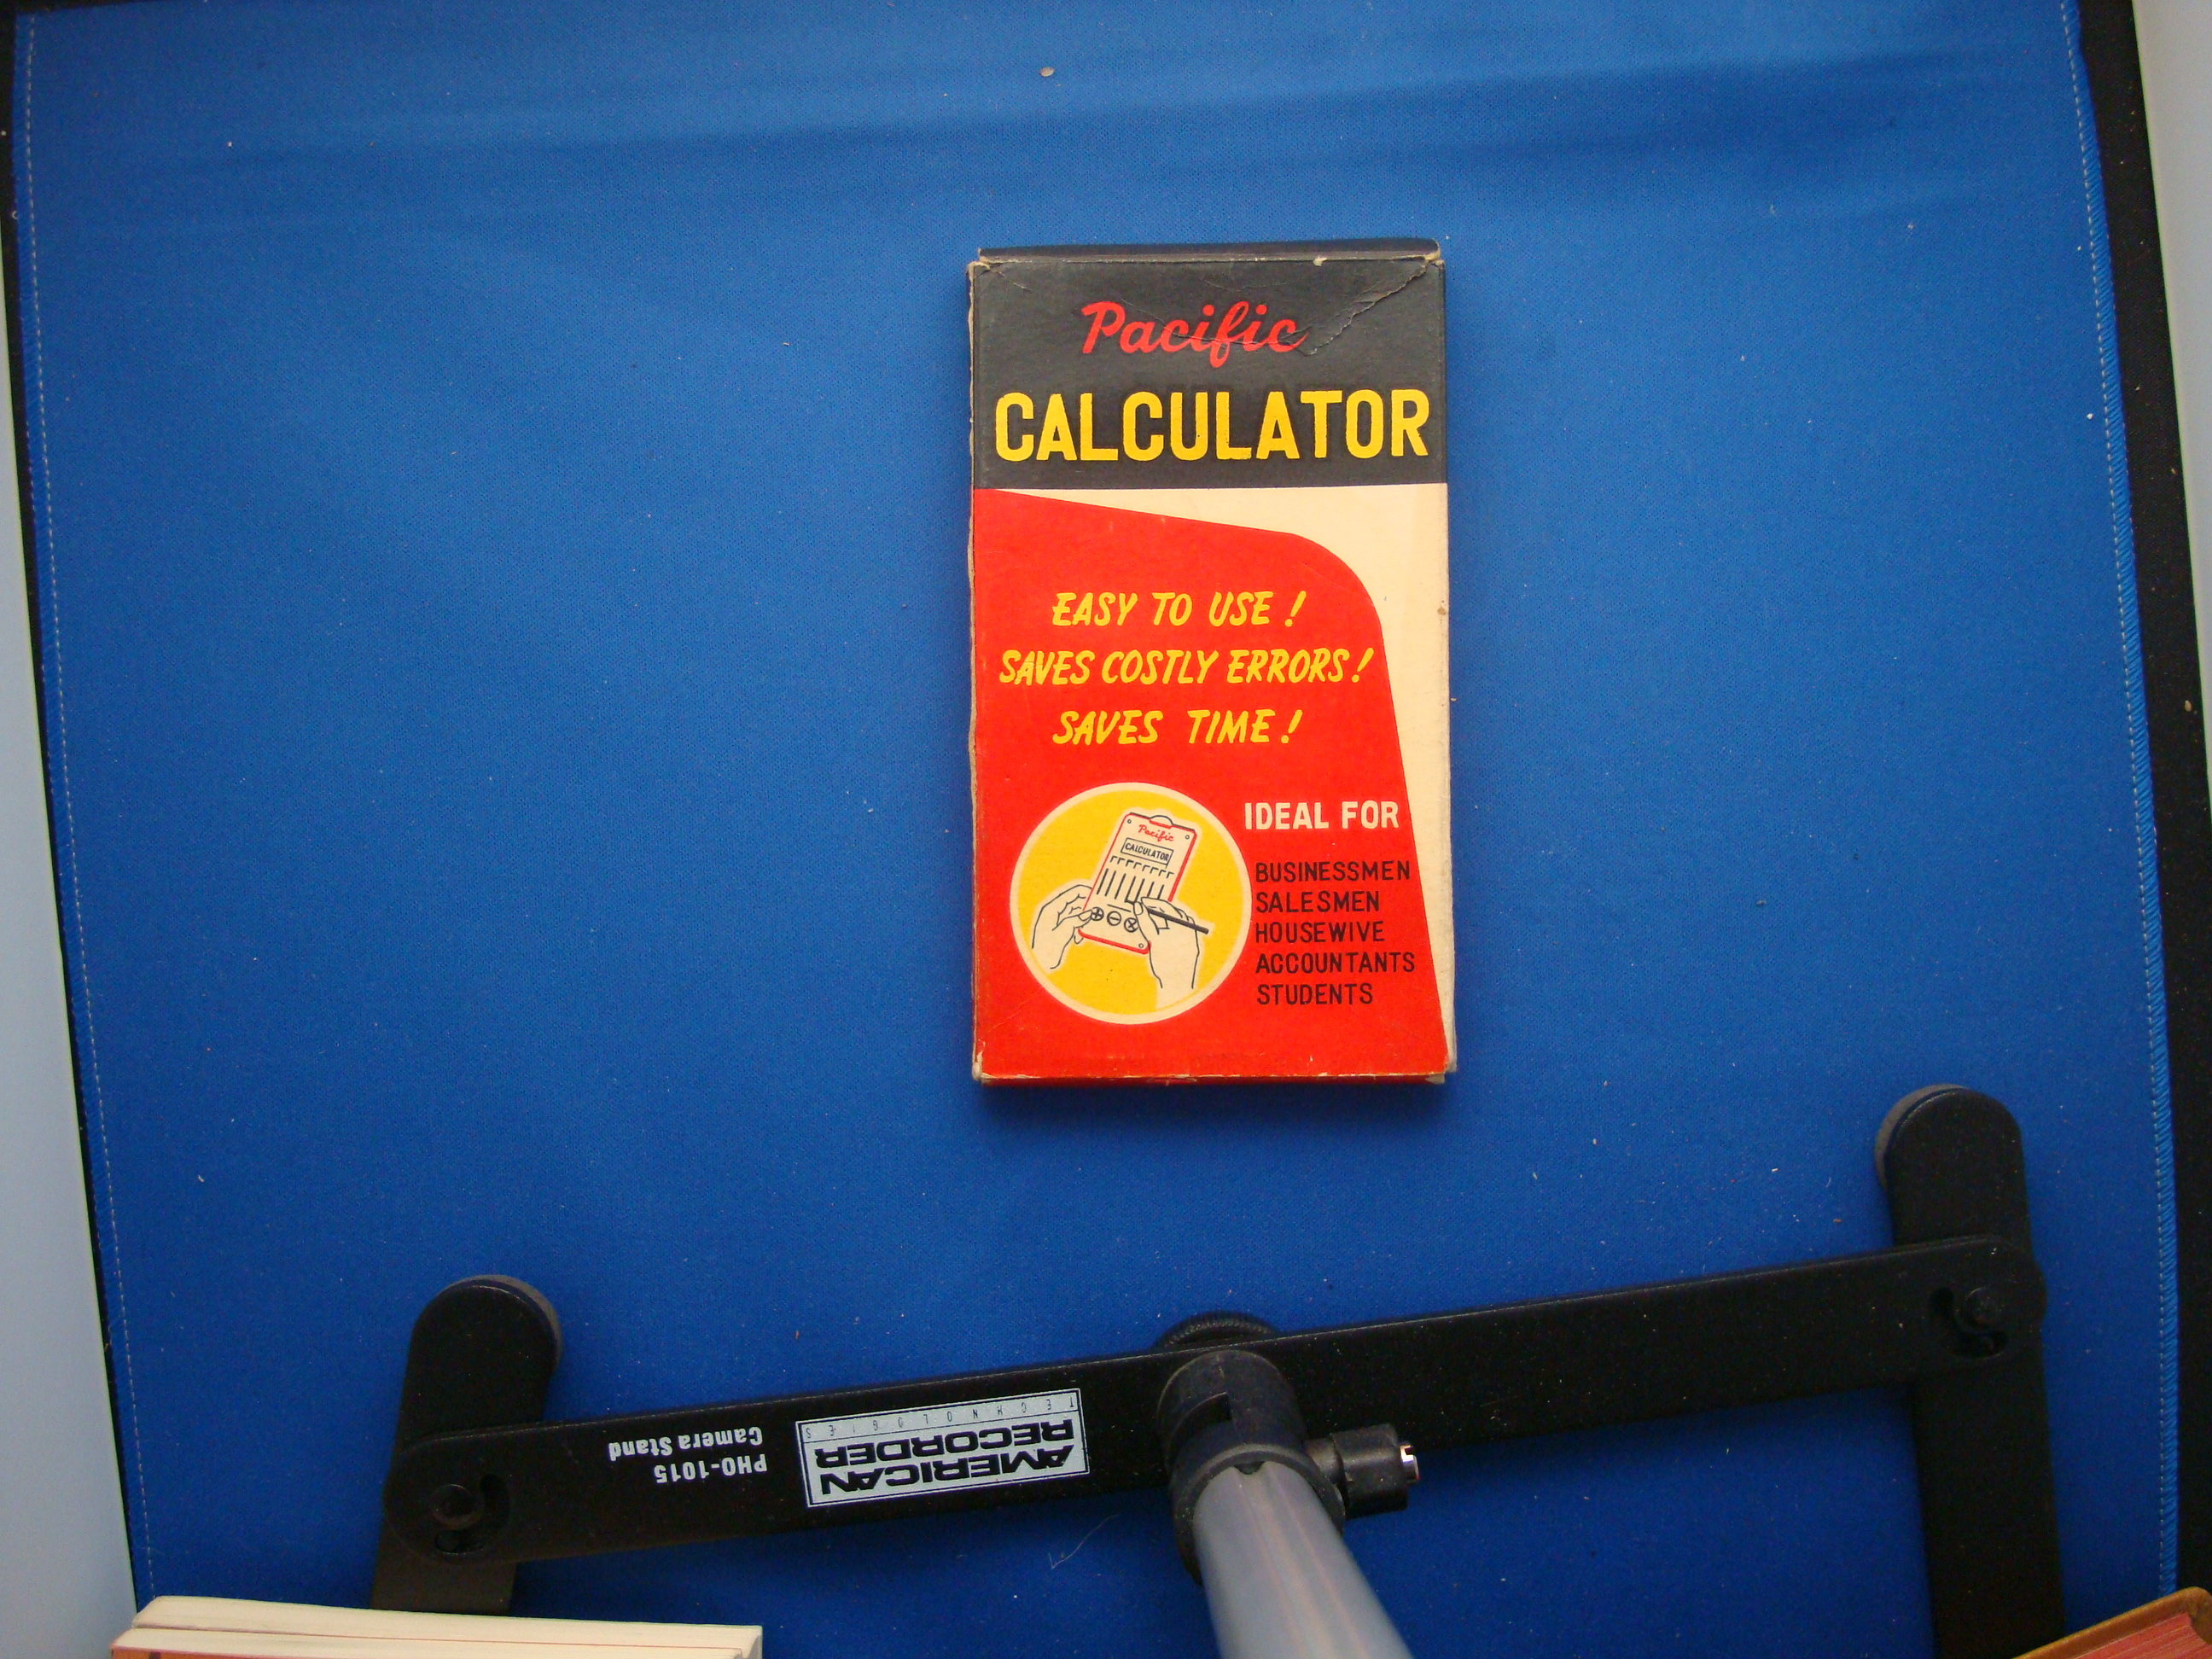 Pacific
CALCULATOR
EASY TO USE!
SAVES COSTLY ERRORS!
SAVES TIME!
IDEAL FOR
BUSINESSMEN
SALESMEN
HOUSEWIVE
ACCOUNTANTS
STUDENTS
Pacific
CALCULATOR
AMERICAN
RECORDER
TECHNOLOGIES
PHO-1015
Camera Stand